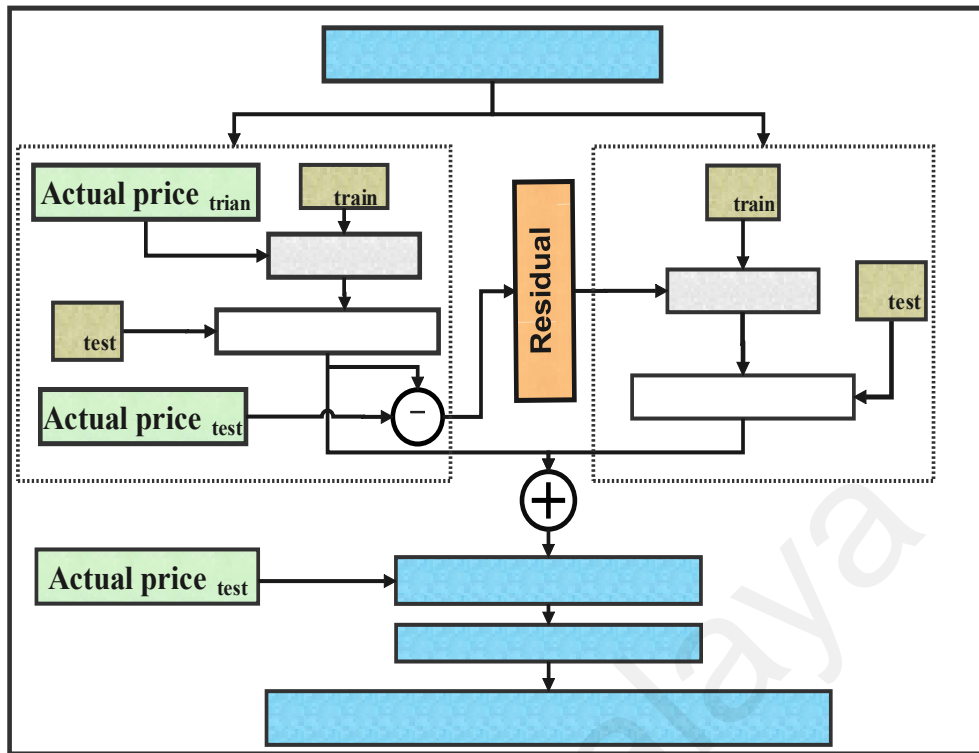 Actual price trian
train
test
Actual price test
−
Residual
train
test
+
Actual price test